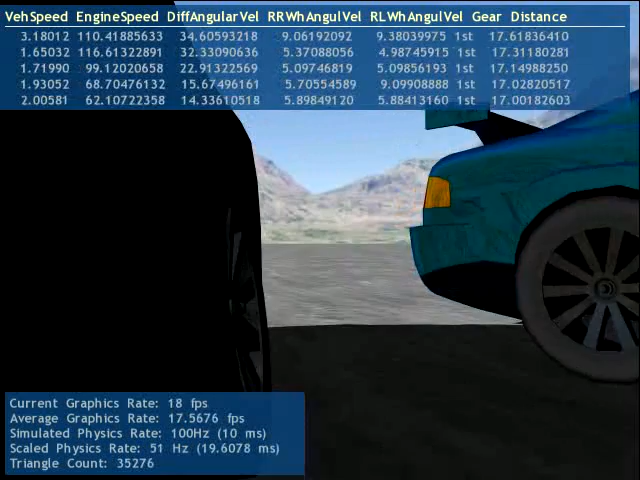 VehSpeed EngineSpeed DiffAngularVel RRWhAngulVel RLWhAngulVel Gear Distance
3.18012 110.41885633 34.60593218 9.06192092 9.38039975 1st 17.61836410
1.65032 116.61322891 32.33090636 5.37088056 4.98745915 1st 17.31180281
1.71990 99.12020658 22.91322569 5.09746819 5.09856193 1st 17.14988250
1.93052 68.70476132 15.67496161 5.70554589 9.09908888 1st 17.02820517
2.00581 62.10722358 14.33610518 5.89849120 5.88413160 1st 17.00182603
Current Graphics Rate: 18 fps
Average Graphics Rate: 17.5676 fps
Simulated Physics Rate: 100Hz (10 ms)
Scaled Physics Rate: 51 Hz (19.6078 ms)
Triangle Count: 35276